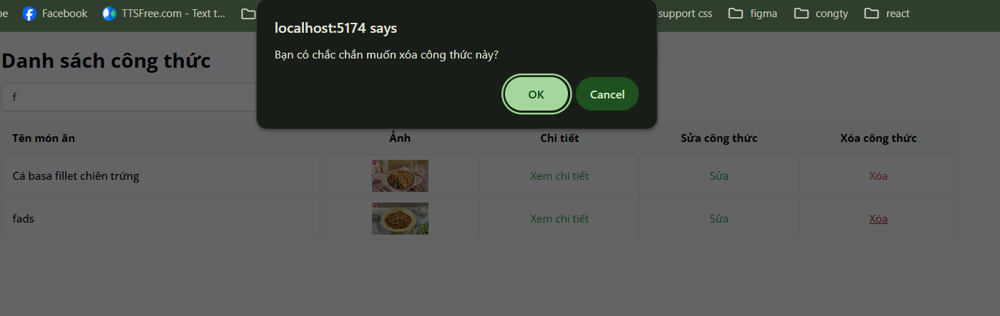 be Facebook TTSFree.com - Text t... support css figma congty react
localhost:5174 says
Bạn có chắc chắn muốn xóa công thức này?
OK Cancel
Danh sách công thức
f
Tên món ăn Ảnh Chi tiết Sửa công thức Xóa công thức
Cá basa fillet chiên trứng Xem chi tiết Sửa Xóa
fads Xem chi tiết Sửa Xóa